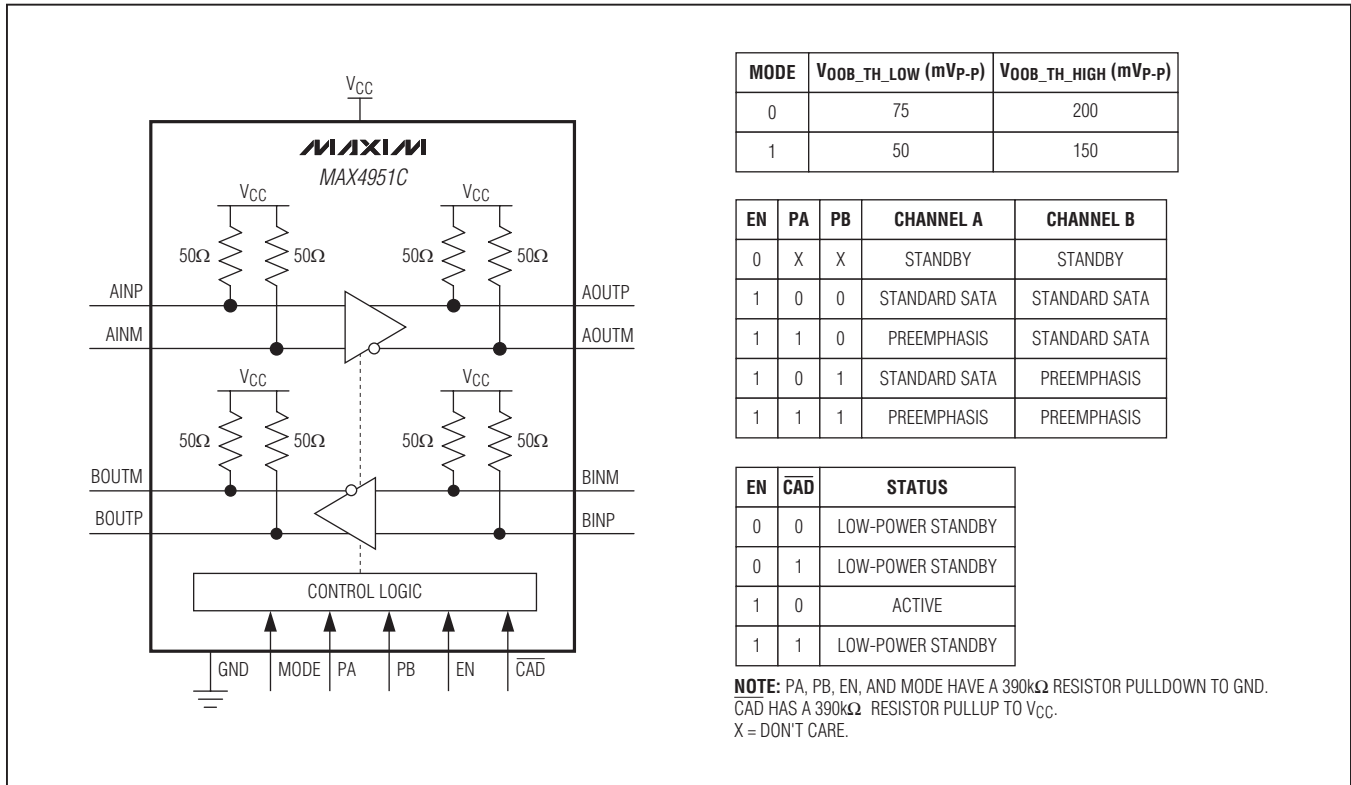 VCC
MAXIM
MAX4951C
VCC
VCC
50Ω 50Ω 50Ω 50Ω
AINP
AINM
AOUTP
AOUTM
VCC
VCC
50Ω 50Ω 50Ω 50Ω
BOUTM
BOUTP
BINM
BINP
CONTROL LOGIC
GND MODE PA PB EN CAD
MODE VOOB_TH_LOW (mVP-P) VOOB_TH_HIGH (mVP-P)
0 75 200
1 50 150
EN PA PB CHANNEL A CHANNEL B
0 X X STANDBY STANDBY
1 0 0 STANDARD SATA STANDARD SATA
1 1 0 PREEMPHASIS STANDARD SATA
1 0 1 STANDARD SATA PREEMPHASIS
1 1 1 PREEMPHASIS PREEMPHASIS
EN CAD STATUS
0 0 LOW-POWER STANDBY
0 1 LOW-POWER STANDBY
1 0 ACTIVE
1 1 LOW-POWER STANDBY
NOTE: PA, PB, EN, AND MODE HAVE A 390kΩ RESISTOR PULLDOWN TO GND.
CAD HAS A 390kΩ RESISTOR PULLUP TO VCC.
X = DON'T CARE.